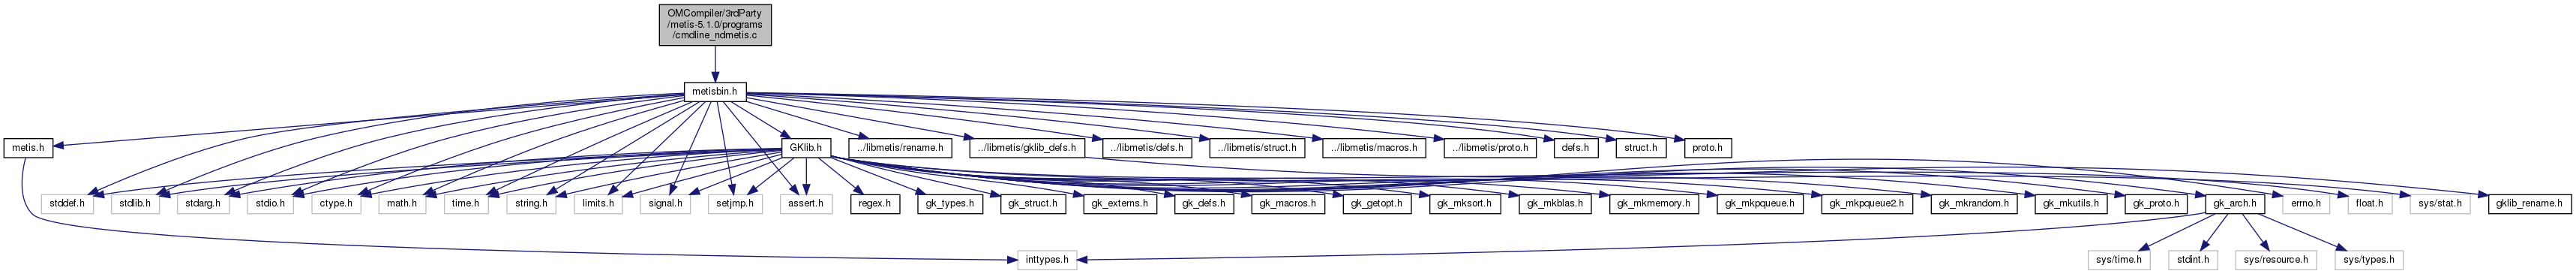 OMCompiler/3rdParty
/metis-5.1.0/programs
/cmdline_ndmetis.c
metisbin.h
metis.h
GKlib.h
../libmetis/rename.h
../libmetis/gklib_defs.h
../libmetis/defs.h
../libmetis/struct.h
../libmetis/macros.h
../libmetis/proto.h
defs.h
struct.h
proto.h
stddef.h
stdlib.h
stdarg.h
stdio.h
ctype.h
math.h
time.h
string.h
limits.h
signal.h
setjmp.h
assert.h
regex.h
gk_types.h
gk_struct.h
gk_externs.h
gk_defs.h
gk_macros.h
gk_getopt.h
gk_mksort.h
gk_mkblas.h
gk_mkmemory.h
gk_mkpqueue.h
gk_mkpqueue2.h
gk_mkrandom.h
gk_mkutils.h
gk_proto.h
gk_arch.h
errno.h
float.h
sys/stat.h
gklib_rename.h
inttypes.h
sys/time.h
stdint.h
sys/resource.h
sys/types.h